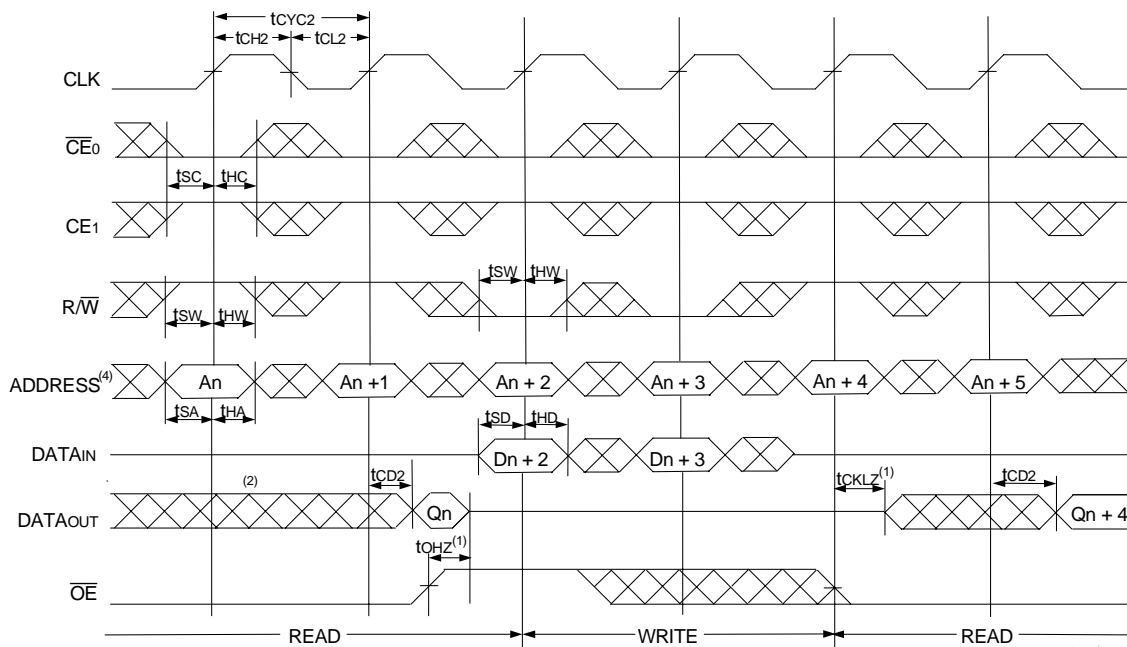 tCYC2
tCH2 tCL2
CLK
CE0
tSC tHC
CE1
tSW tHW
R/W
tSW tHW
ADDRESS(4) An An +1 An + 2 An + 3 An + 4 An + 5
tSA tHA
tSD tHD
DATAIN Dn + 2 Dn + 3
tCD2 tCKLZ(1) tCD2
(2)
DATAOUT Qn Qn + 4
tOHZ(1)
OE
READ WRITE READ